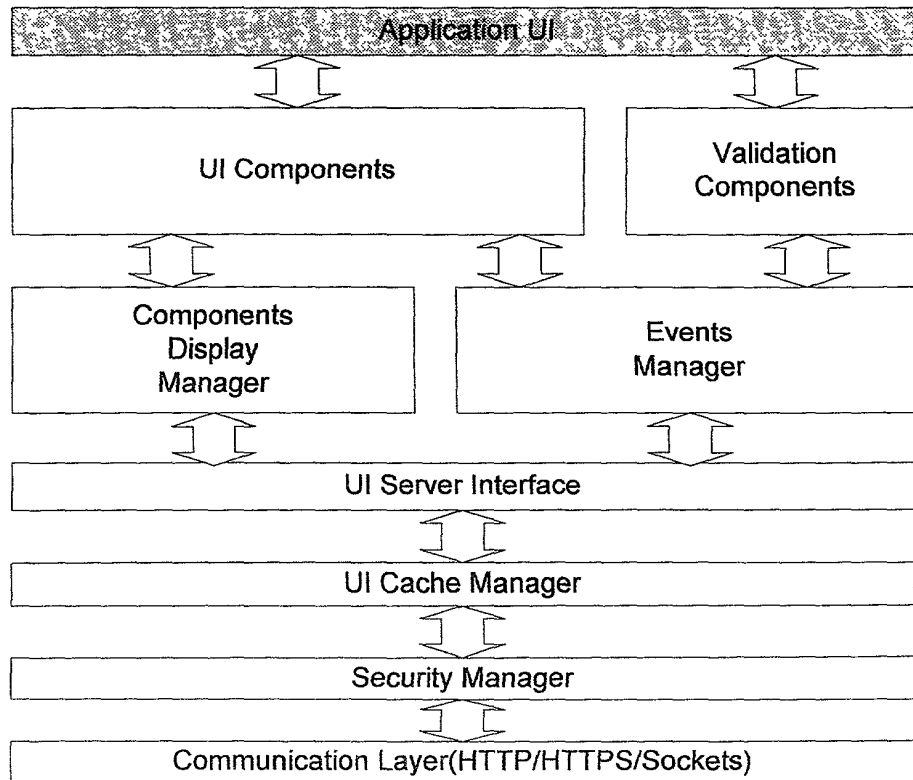 Application UI
UI Components
Validation
Components
Components
Display
Manager
Events
Manager
UI Server Interface
UI Cache Manager
Security Manager
Communication Layer(HTTP/HTTPS/Sockets)